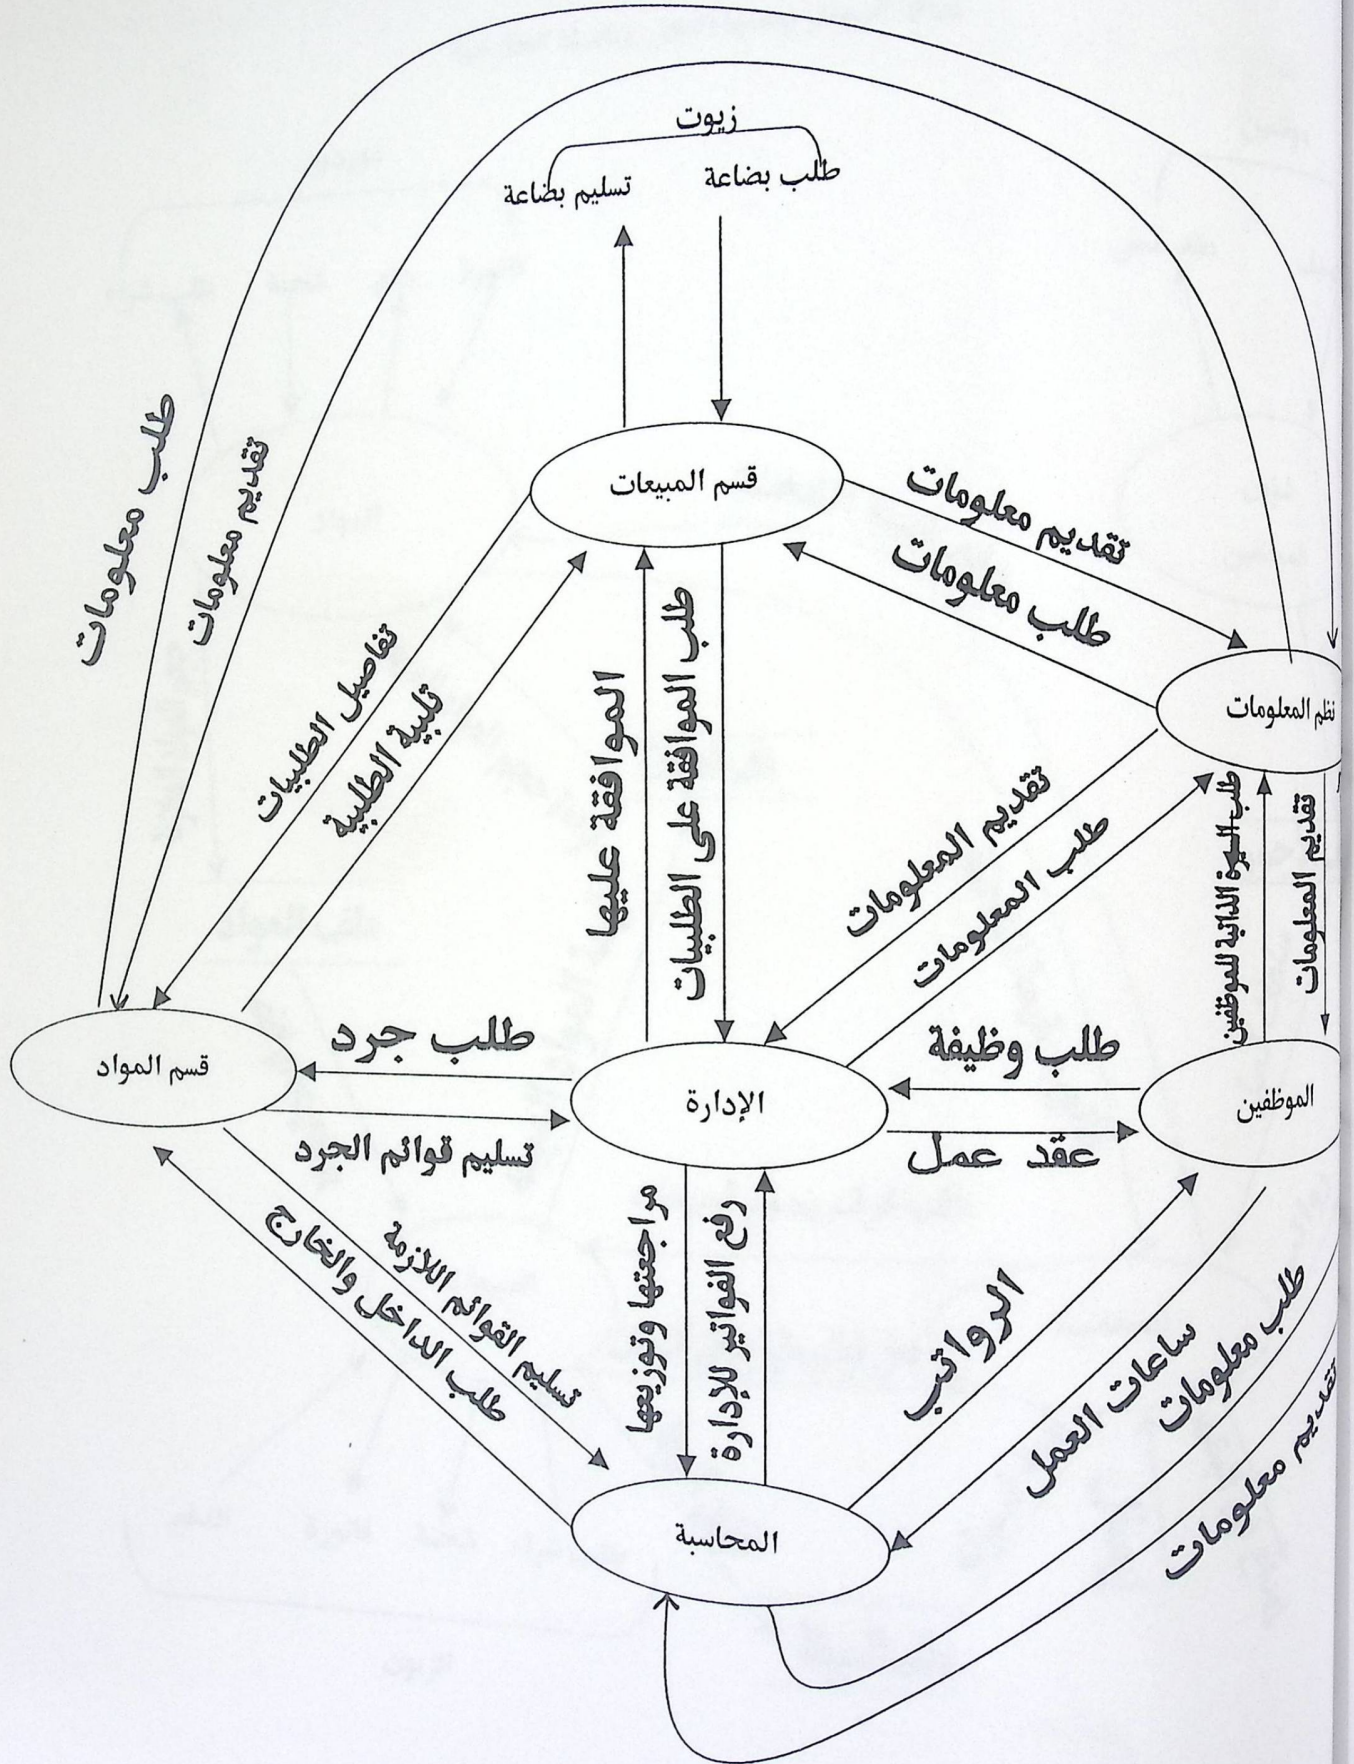 زيوت
طلب بضاعة
تسليم بضاعة
طلب معلومات
تقديم معلومات
قسم المبيعات
تقديم معلومات
طلب معلومات
تفاصيل الطلبيات
تلبية الطلبية
الموافقة عليها
طلب الموافقة على الطلبيات
نظم المعلومات
تقديم المعلومات
طلب المعلومات
طلب السيرة الذاتية للموظفين
تقديم المعلومات
قسم المواد
طلب جرد
تسليم قوائم الجرد
الإدارة
طلب وظيفة
عقد عمل
الموظفين
تسليم القوائم اللازمة
طلب الداخل والخارج
مراجعتها وتوزيعها
رفع الفواتير للإدارة
الرواتب
ساعات العمل
طلب معلومات
تقديم معلومات
المحاسبة